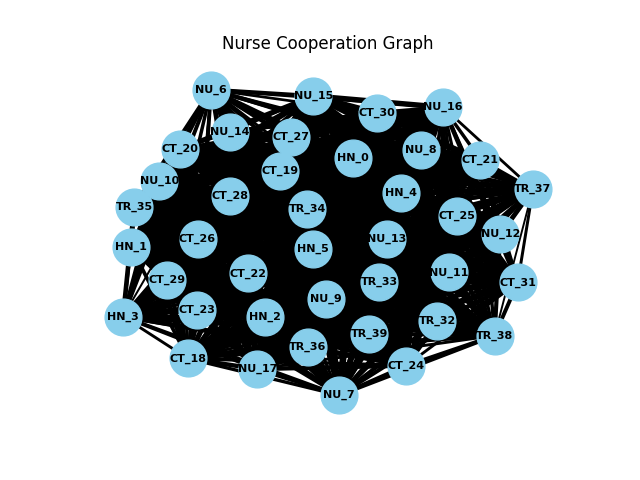 Nurse Cooperation Graph
NU_6
NU_15
NU_16
CT_30
NU_14
CT_27
CT_20
HN_0
NU_8
CT_21
CT_19
NU_10
TR_37
HN_4
CT_28
TR_35
TR_34
CT_25
NU_12
CT_26
NU_13
HN_1
HN_5
CT_22
NU_11
CT_29
TR_33
CT_31
NU_9
CT_23
HN_2
HN_3
TR_32
TR_39
TR_38
TR_36
CT_18
CT_24
NU_17
NU_7